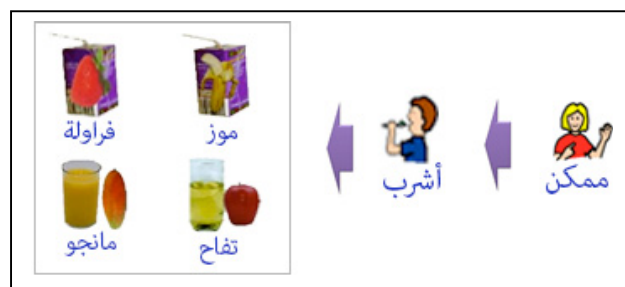 ممكن
أشرب
موز
فراولة
تفاح
مانجو